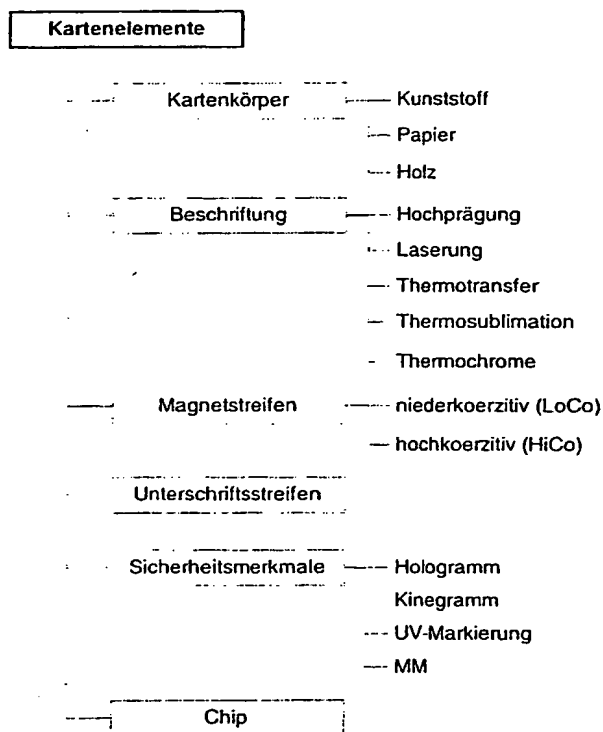 Kartenelemente
Kartenkörper
Kunststoff
Papier
Holz
Beschriftung
Hochprägung
Laserung
Thermotransfer
Thermosublimation
Thermochrome
Magnetstreifen
niederkoerzitiv (LoCo)
hochkoerzitiv (HiCo)
Unterschriftsstreifen
Sicherheitsmerkmale
Hologramm
Kinegramm
UV-Markierung
MM
Chip